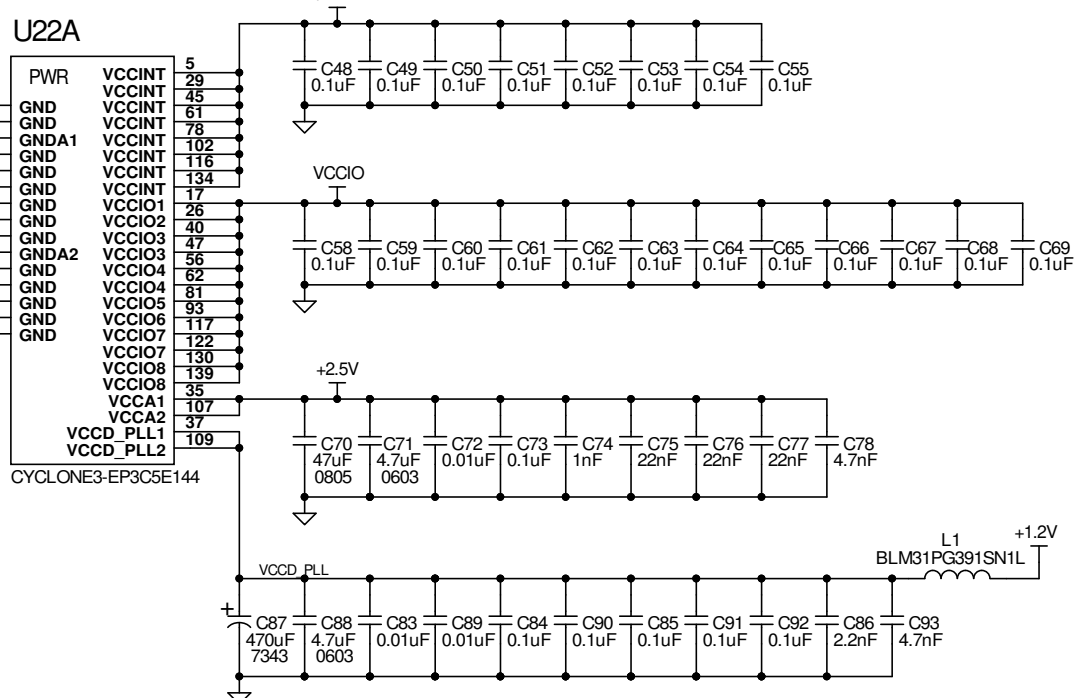 U22A
PWR
GND
GND
GNDA1
GND
GND
GND
GND
GND
GND
GNDA2
GND
GND
GND
GND
GND
VCCINT 5
VCCINT 29
VCCINT 45
VCCINT 61
VCCINT 78
VCCINT 102
VCCINT 116
VCCINT 134
VCCIO1 17
VCCIO2 26
VCCIO3 40
VCCIO3 47
VCCIO4 56
VCCIO4 62
VCCIO5 81
VCCIO6 93
VCCIO7 117
VCCIO7 122
VCCIO8 130
VCCIO8 139
VCCA1 35
VCCA2 107
VCCD_PLL1 37
VCCD_PLL2 109
CYCLONE3-EP3C5E144
C48 C49 C50 C51 C52 C53 C54 C55
0.1uF 0.1uF 0.1uF 0.1uF 0.1uF 0.1uF 0.1uF 0.1uF
VCCIO
C58 C59 C60 C61 C62 C63 C64 C65 C66 C67 C68 C69
0.1uF 0.1uF 0.1uF 0.1uF 0.1uF 0.1uF 0.1uF 0.1uF 0.1uF 0.1uF 0.1uF 0.1uF
+2.5V
C70 C71 C72 C73 C74 C75 C76 C77 C78
47uF 4.7uF 0.01uF 0.1uF 1nF 22nF 22nF 22nF 4.7nF
0805 0603
L1 +1.2V
BLM31PG391SN1L
VCCD_PLL
+
C87 C88 C83 C89 C84 C90 C85 C91 C92 C86 C93
470uF 4.7uF 0.01uF 0.01uF 0.1uF 0.1uF 0.1uF 0.1uF 0.1uF 2.2nF 4.7nF
7343 0603